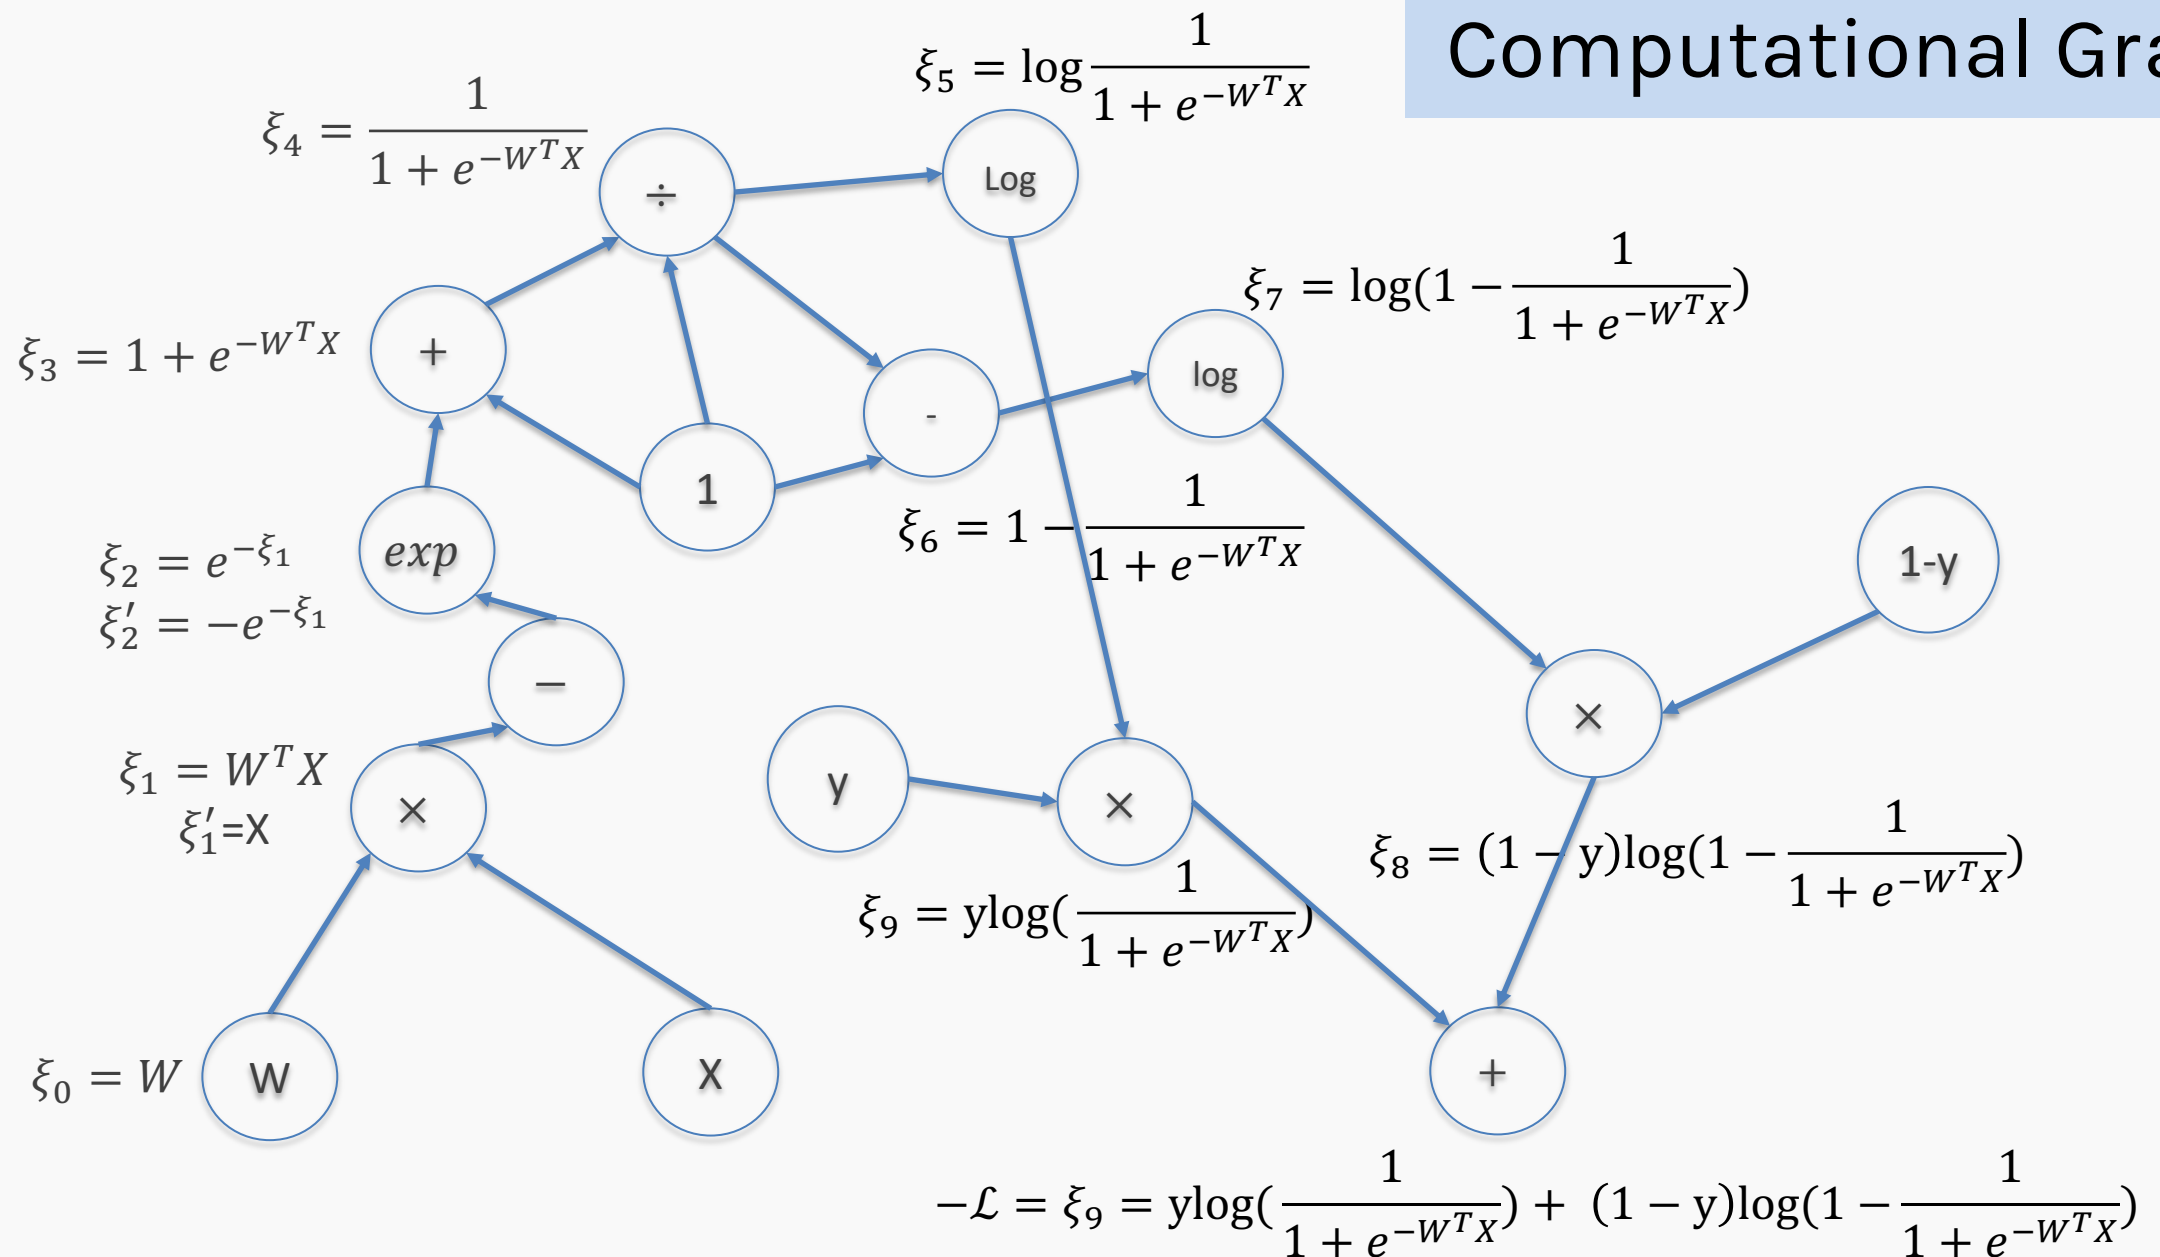 Computational Gra
ξ₅ = log 1/(1 + e^{-W^T X})
ξ₄ = 1/(1 + e^{-W^T X})
÷
Log
ξ₇ = log(1 − 1/(1 + e^{-W^T X}))
ξ₃ = 1 + e^{-W^T X}
+
-
log
1
ξ₆ = 1 − 1/(1 + e^{-W^T X})
ξ₂ = e^{-ξ₁}
ξ₂′ = −e^{-ξ₁}
exp
1-y
−
×
ξ₁ = W^T X
ξ₁′=X
×
y
×
ξ₈ = (1 − y)log(1 − 1/(1 + e^{-W^T X}))
ξ₉ = ylog(1/(1 + e^{-W^T X}))
ξ₀ = W
W
X
+
−ℒ = ξ₉ = ylog(1/(1 + e^{-W^T X})) + (1 − y)log(1 − 1/(1 + e^{-W^T X}))